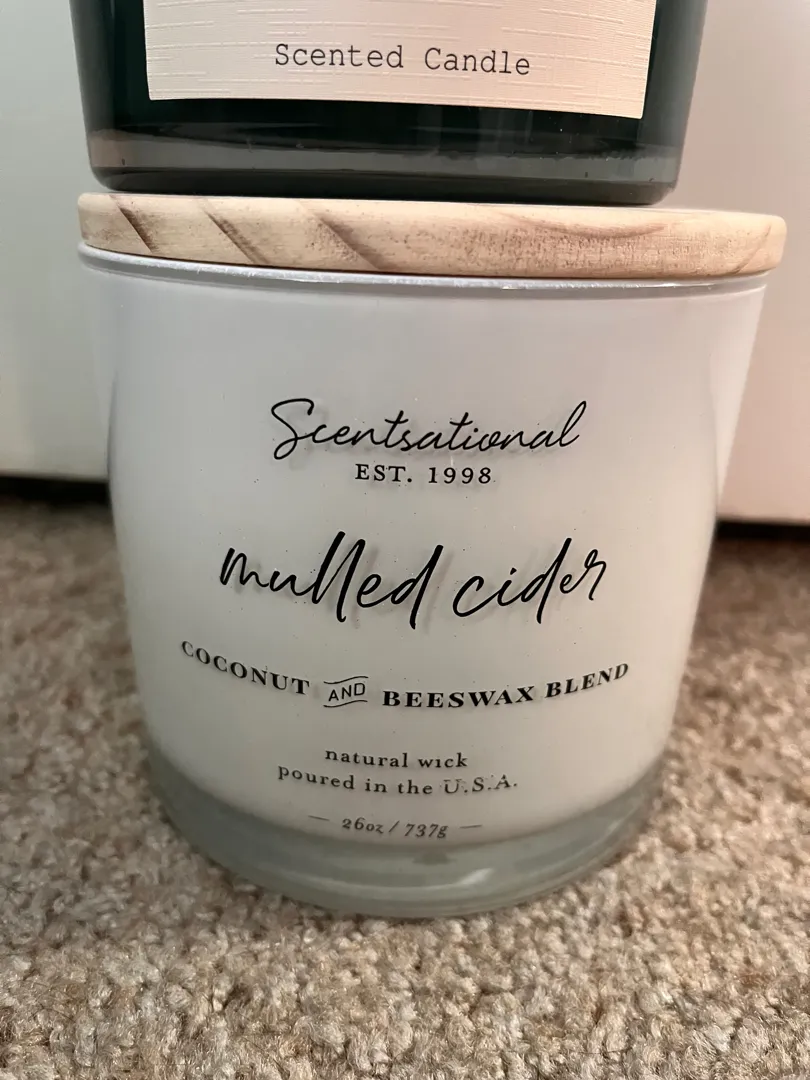 Scented Candle
Scentsational
EST. 1998
mulled cider
COCONUT AND BEESWAX BLEND
natural wick
poured in the U.S.A.
— 26oz / 737g —